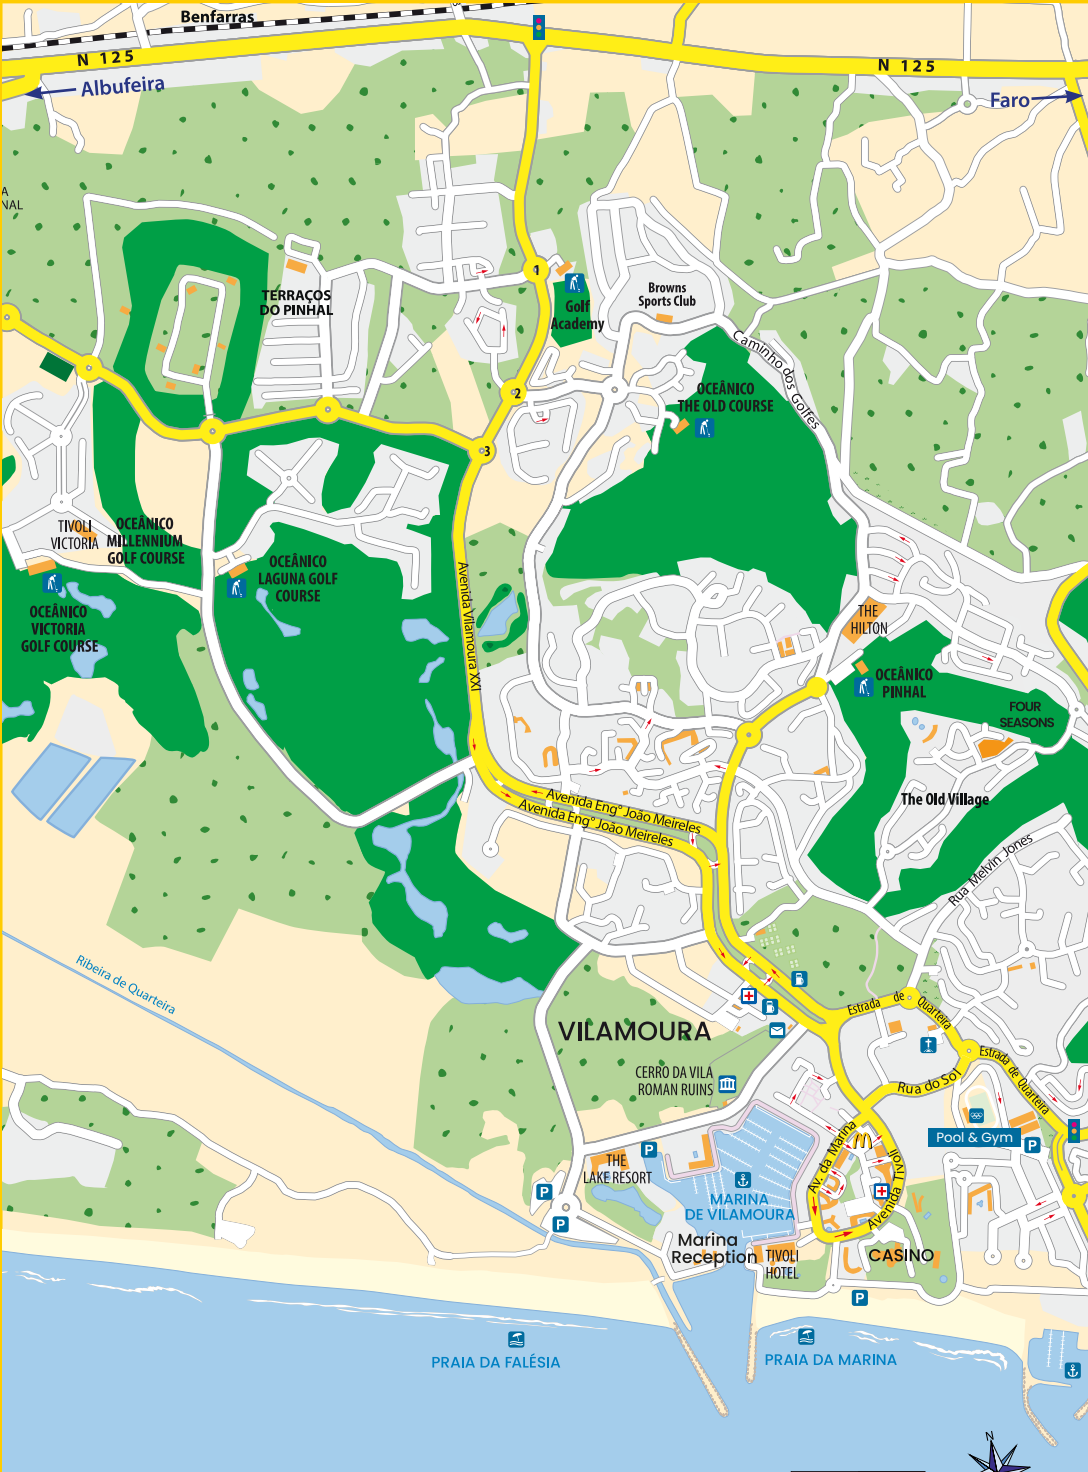 Benfarras
N 125
N 125
Albufeira
Faro
A
NAL
1
TERRAÇOS
DO PINHAL
Golf
Academy
Browns
Sports Club
Caminho dos Golfes
2
OCEÂNICO
THE OLD COURSE
3
TIVOLI
VICTORIA
OCEÂNICO
MILLENNIUM
GOLF COURSE
OCEÂNICO
LAGUNA GOLF
COURSE
OCEÂNICO
VICTORIA
GOLF COURSE
Avenida Vilamoura XXI
THE
HILTON
OCEÂNICO
PINHAL
FOUR
SEASONS
The Old Village
Avenida Engº João Meireles
Avenida Engº João Meireles
Rua Melvin Jones
Ribeira de Quarteira
Estrada de Quarteira
VILAMOURA
CERRO DA VILA
ROMAN RUINS
Estrada de Quarteira
Rua do Sol
Pool & Gym
P
P
Av. da Marina
m
Avenida Tivoli
THE
LAKE RESORT
P
P
MARINA
DE VILAMOURA
Marina
Reception
TIVOLI
HOTEL
CASINO
P
PRAIA DA FALÉSIA
PRAIA DA MARINA
N